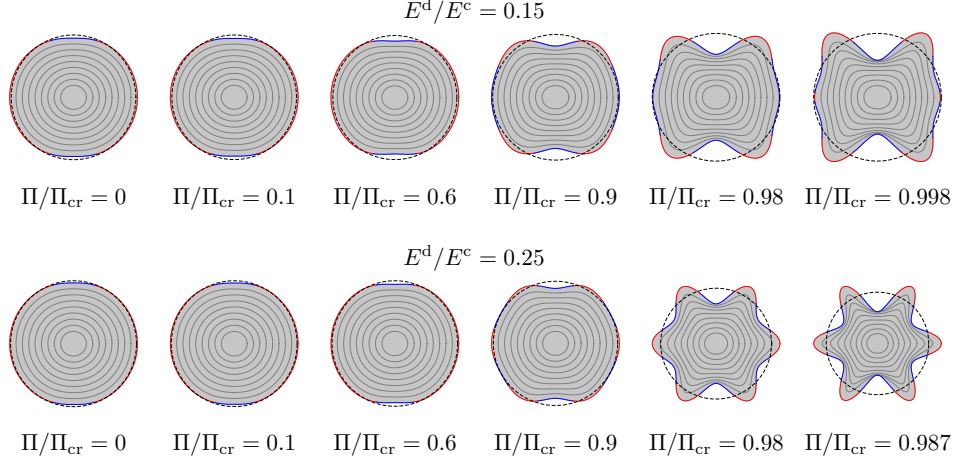 E^d/E^c = 0.15
Π/Π_cr = 0 Π/Π_cr = 0.1 Π/Π_cr = 0.6 Π/Π_cr = 0.9 Π/Π_cr = 0.98 Π/Π_cr = 0.998
E^d/E^c = 0.25
Π/Π_cr = 0 Π/Π_cr = 0.1 Π/Π_cr = 0.6 Π/Π_cr = 0.9 Π/Π_cr = 0.98 Π/Π_cr = 0.987